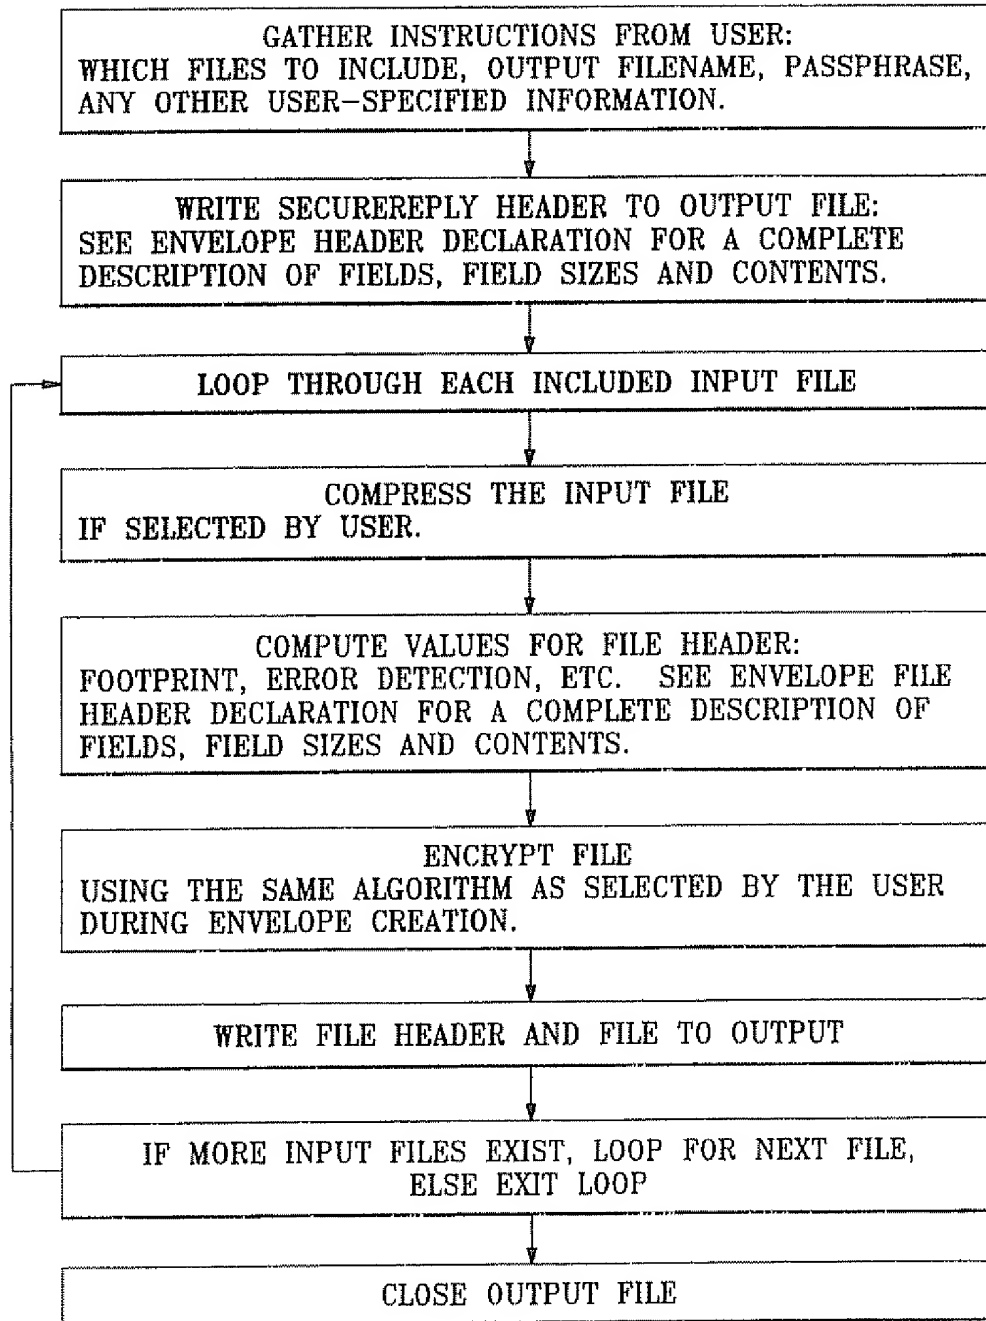 GATHER INSTRUCTIONS FROM USER:
WHICH FILES TO INCLUDE, OUTPUT FILENAME, PASSPHRASE,
ANY OTHER USER-SPECIFIED INFORMATION.
WRITE SECUREREPLY HEADER TO OUTPUT FILE:
SEE ENVELOPE HEADER DECLARATION FOR A COMPLETE
DESCRIPTION OF FIELDS, FIELD SIZES AND CONTENTS.
LOOP THROUGH EACH INCLUDED INPUT FILE
COMPRESS THE INPUT FILE
IF SELECTED BY USER.
COMPUTE VALUES FOR FILE HEADER:
FOOTPRINT, ERROR DETECTION, ETC. SEE ENVELOPE FILE
HEADER DECLARATION FOR A COMPLETE DESCRIPTION OF
FIELDS, FIELD SIZES AND CONTENTS.
ENCRYPT FILE
USING THE SAME ALGORITHM AS SELECTED BY THE USER
DURING ENVELOPE CREATION.
WRITE FILE HEADER AND FILE TO OUTPUT
IF MORE INPUT FILES EXIST, LOOP FOR NEXT FILE,
ELSE EXIT LOOP
CLOSE OUTPUT FILE